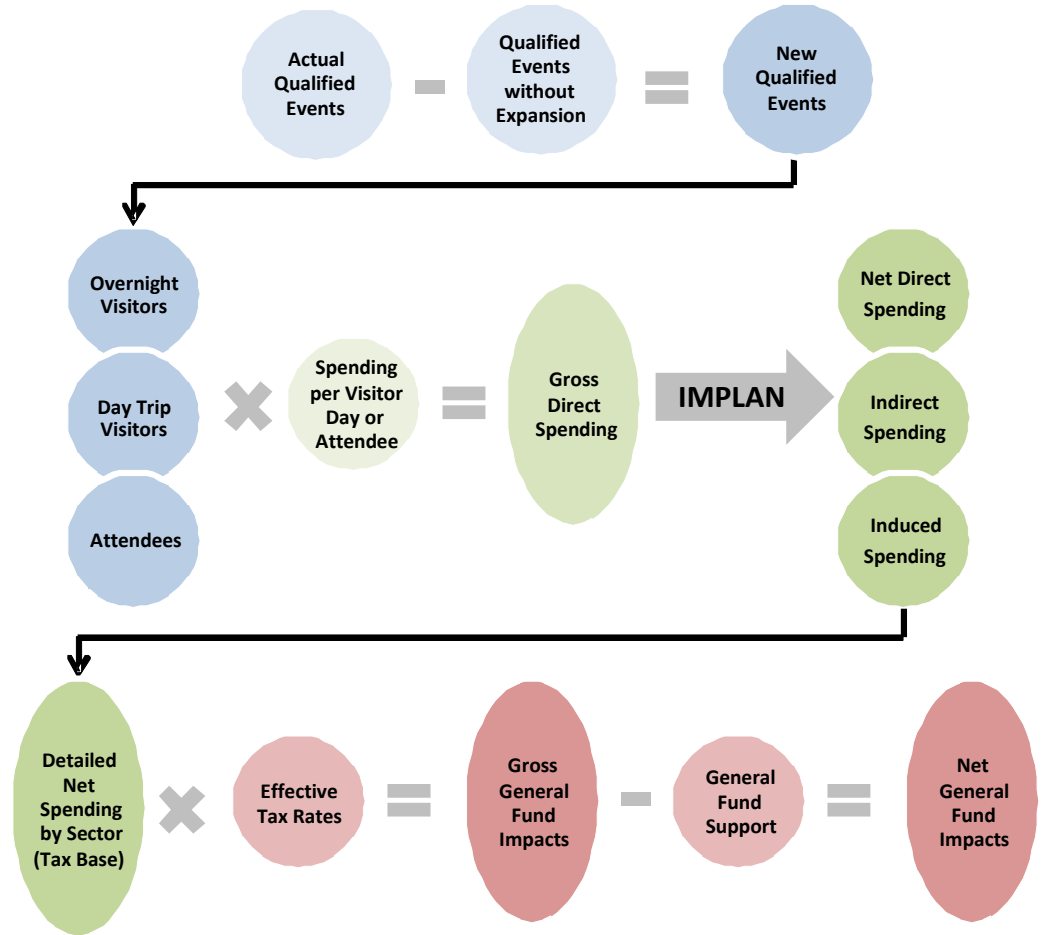 Actual
Qualified
Events
Qualified
Events
without
Expansion
New
Qualified
Events
Overnight
Visitors
Day Trip
Visitors
Attendees
Spending
per Visitor
Day or
Attendee
Gross
Direct
Spending
IMPLAN
Net Direct
Spending
Indirect
Spending
Induced
Spending
Detailed
Net
Spending
by Sector
(Tax Base)
Effective
Tax Rates
Gross
General
Fund
Impacts
General
Fund
Support
Net
General
Fund
Impacts